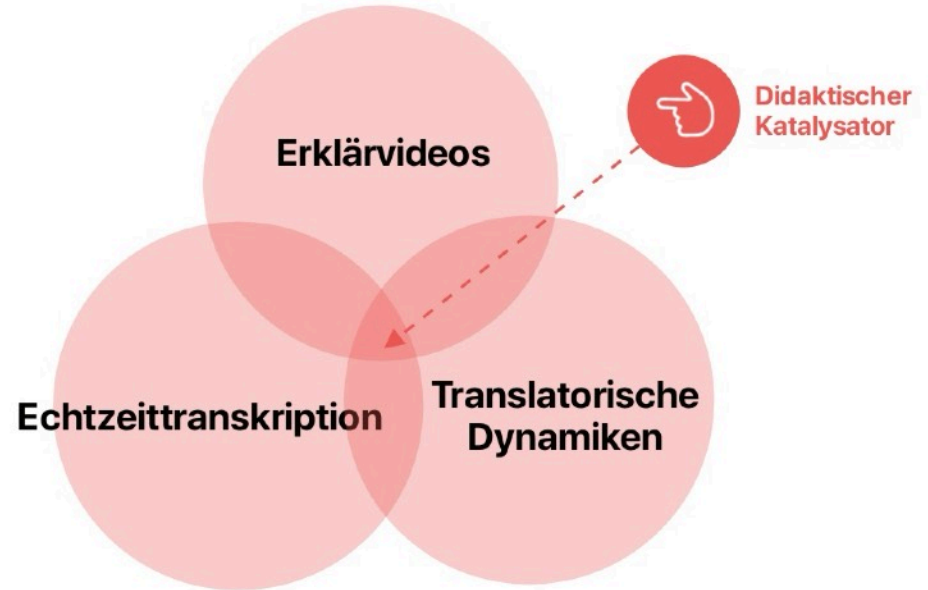 Erklärvideos
Didaktischer
Katalysator
Echtzeittranskription
Translatorische
Dynamiken